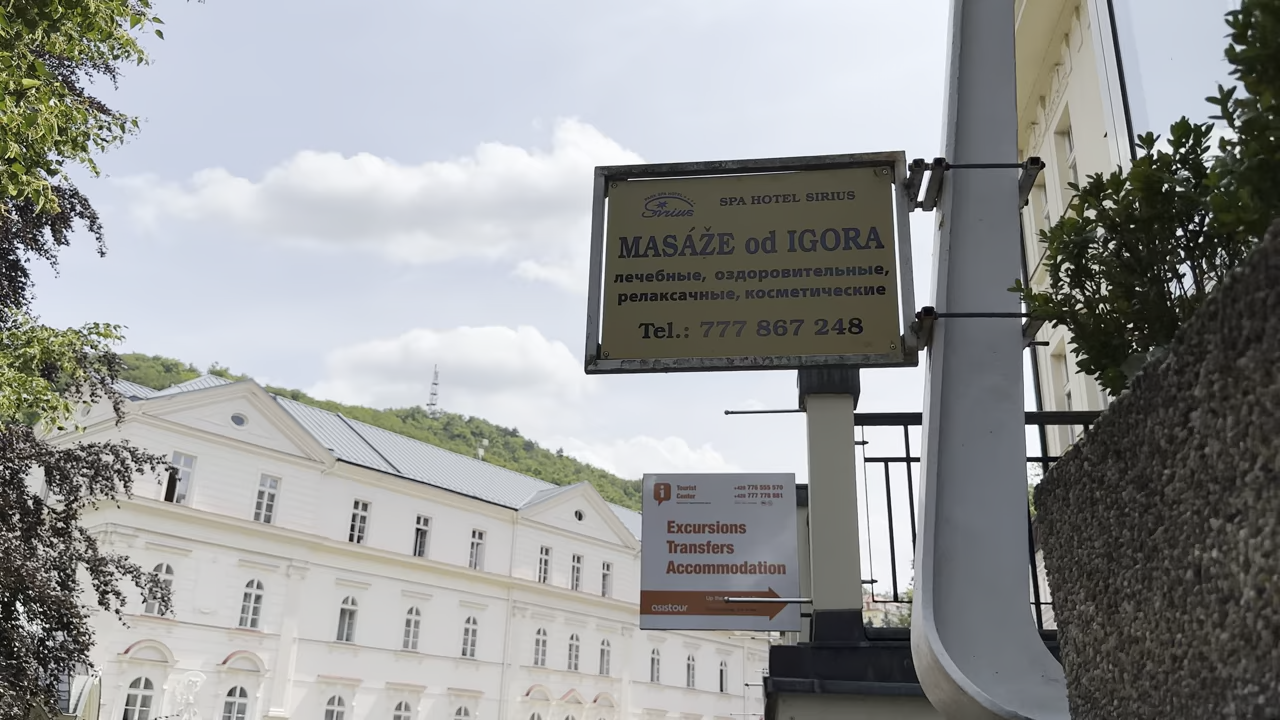 Sirius
SPA HOTEL SIRIUS
MASÁŽE od IGORA
лечебные, оздоровительные,
релаксачные, косметические
Tel.: 777 867 248
Tourist
Center
Excursions
Transfers
Accommodation
asistour